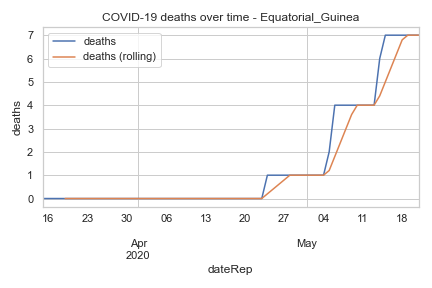 COVID-19 deaths over time - Equatorial_Guinea
deaths
deaths (rolling)
7
6
5
4
3
2
1
0
deaths
16 23 30 06 13 20 27 04 11 18
Apr May
2020
dateRep